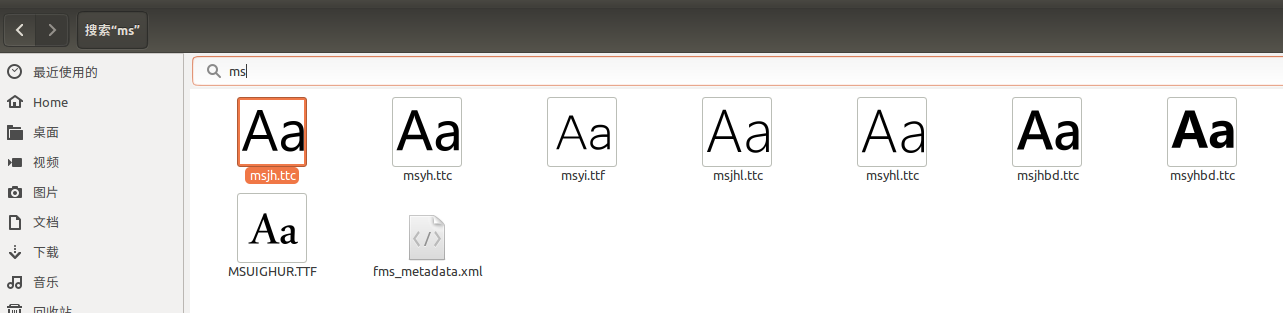 搜索“ms”
ms
最近使用的
Home
桌面
视频
图片
文档
下载
音乐
回收站
Aa Aa Aa Aa Aa Aa Aa
msjh.ttc msyh.ttc msyi.ttf msjhl.ttc msyhl.ttc msjhbd.ttc msyhbd.ttc
Aa </>
MSUIGHUR.TTF fms_metadata.xml